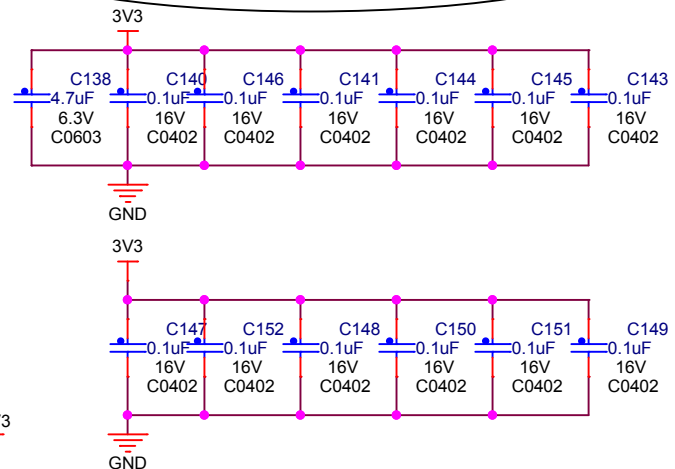 3V3
C138 C140 C146 C141 C144 C145 C143
4.7uF 0.1uF 0.1uF 0.1uF 0.1uF 0.1uF 0.1uF
6.3V 16V 16V 16V 16V 16V 16V
C0603 C0402 C0402 C0402 C0402 C0402 C0402
GND
3V3
C147 C152 C148 C150 C151 C149
0.1uF 0.1uF 0.1uF 0.1uF 0.1uF 0.1uF
16V 16V 16V 16V 16V 16V
C0402 C0402 C0402 C0402 C0402 C0402
GND